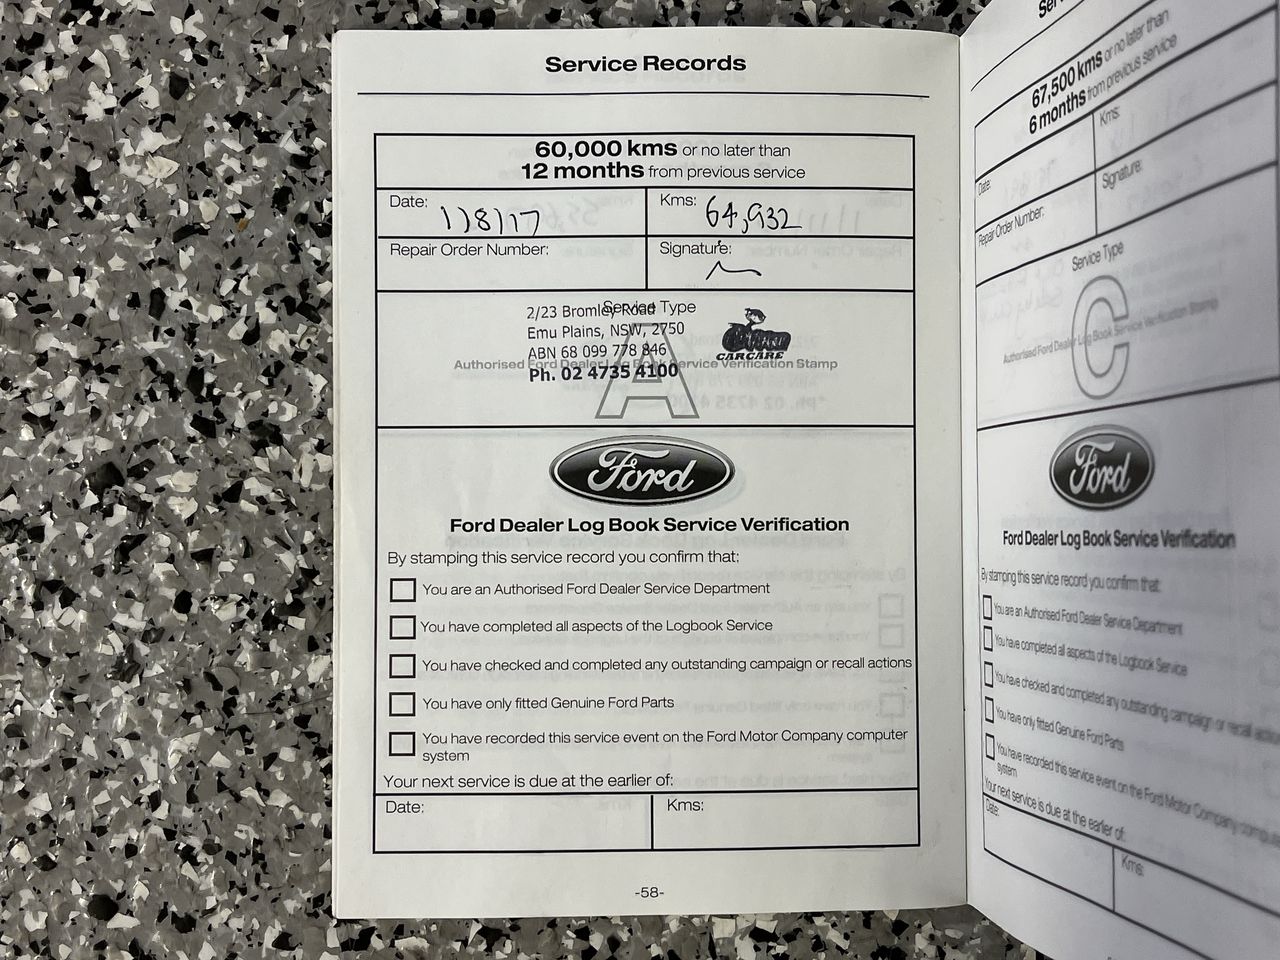 Service Records
60,000 kms or no later than
12 months from previous service
Date: 1/8/17
Kms: 64,932
Repair Order Number:
Signature:
Service Type
2/23 Bromley Road
Emu Plains, NSW, 2750
ABN 68 099 778 846
Authorised Ford Dealer Log Book Service Verification Stamp
Ph. 02 4735 4100
A
CARCARE
Ford
Ford Dealer Log Book Service Verification
By stamping this service record you confirm that:
You are an Authorised Ford Dealer Service Department
You have completed all aspects of the Logbook Service
You have checked and completed any outstanding campaign or recall actions
You have only fitted Genuine Ford Parts
You have recorded this service event on the Ford Motor Company computer
system
Your next service is due at the earlier of:
Date:
Kms:
-58-
67,500 kms or no later than
6 months from previous service
Date:
Kms:
Repair Order Number:
Signature:
Service Type
Authorised Ford Dealer Log Book Service Verification Stamp
C
Ford
Ford Dealer Log Book Service Verification
By stamping this service record you confirm that:
You are an Authorised Ford Dealer Service Department
You have completed all aspects of the Logbook Service
You have checked and completed any outstanding campaign or recall
You have only fitted Genuine Ford Parts
You have recorded this service event on the Ford Motor Company
system
Your next service is due at the earlier of:
Date:
Kms: